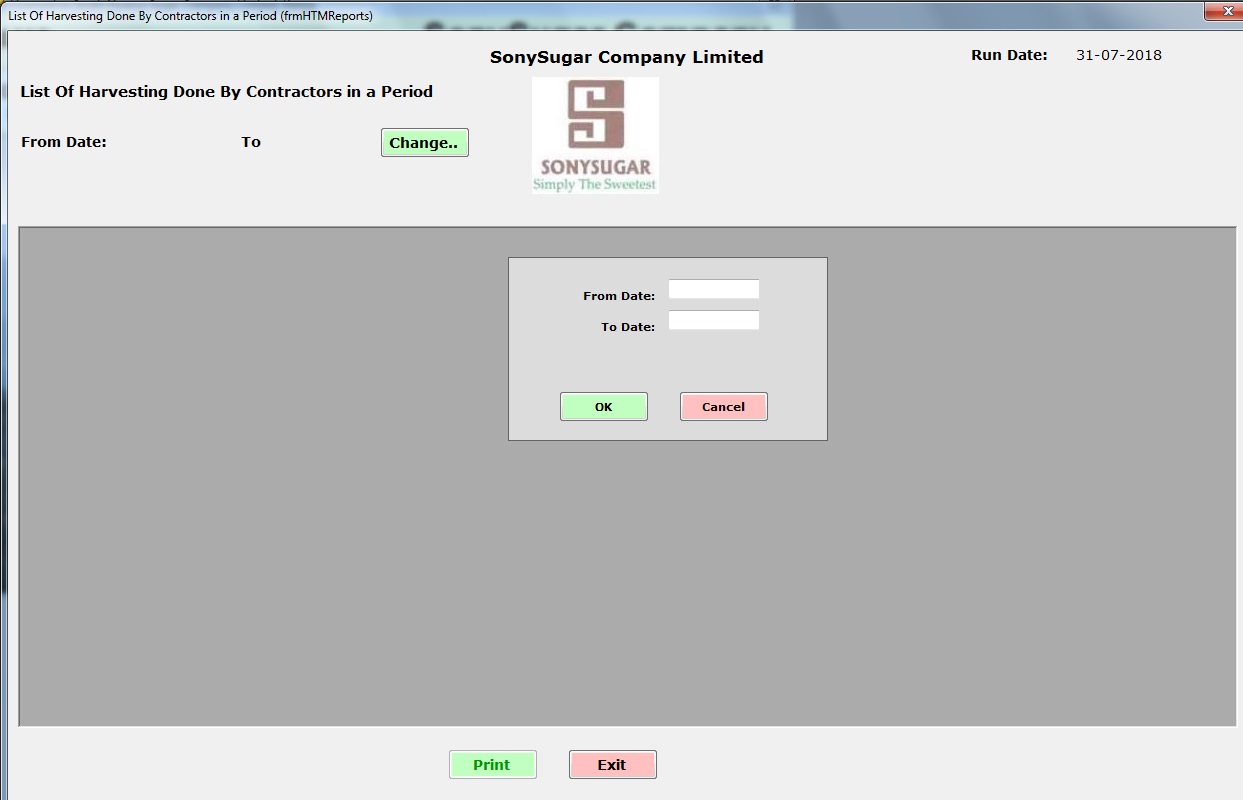 List Of Harvesting Done By Contractors in a Period (frmHTMReports)
SonySugar Company Limited
Run Date: 31-07-2018
List Of Harvesting Done By Contractors in a Period
From Date: To Change..
SONYSUGAR
Simply The Sweetest
From Date:
To Date:
OK Cancel
Print Exit